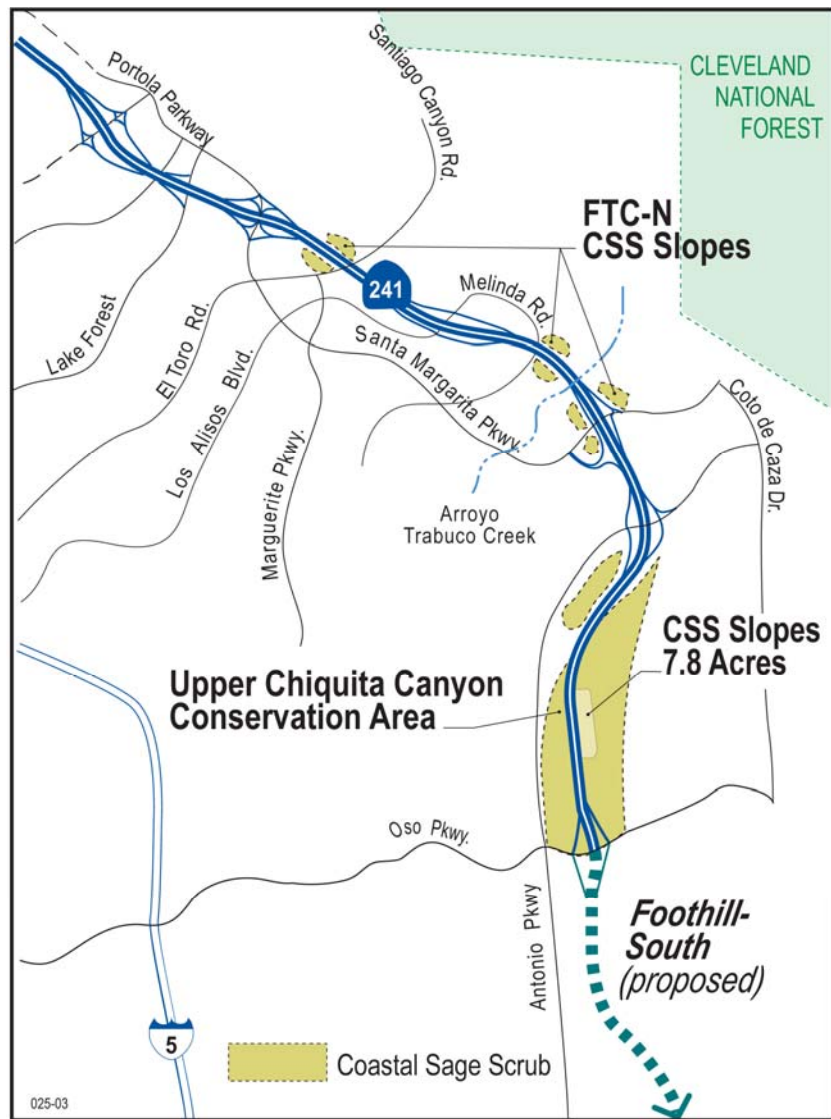 Portola Parkway
Santiago Canyon Rd.
CLEVELAND
NATIONAL
FOREST
FTC-N
CSS Slopes
241
Melinda Rd.
Lake Forest
El Toro Rd.
Los Alisos Blvd.
Santa Margarita Pkwy.
Marguerite Pkwy.
Coto de Caza Dr.
Arroyo
Trabuco Creek
CSS Slopes
7.8 Acres
Upper Chiquita Canyon
Conservation Area
Oso Pkwy.
Antonio Pkwy
Foothill-
South
(proposed)
5
Coastal Sage Scrub
025-03